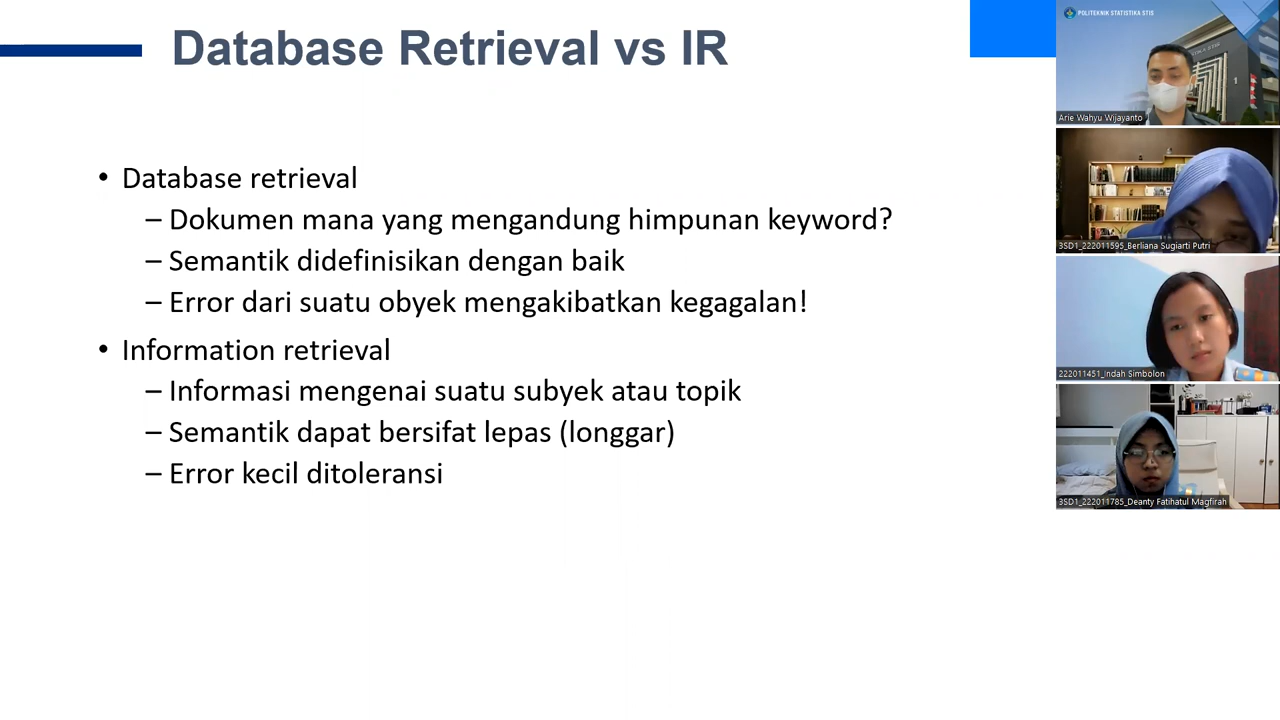 Database Retrieval vs IR
• Database retrieval
– Dokumen mana yang mengandung himpunan keyword?
– Semantik didefinisikan dengan baik
– Error dari suatu obyek mengakibatkan kegagalan!
• Information retrieval
– Informasi mengenai suatu subyek atau topik
– Semantik dapat bersifat lepas (longgar)
– Error kecil ditoleransi
POLITEKNIK STATISTIKA STIS
Arie Wahyu Wijayanto
3SD1_222011595_Berliana Sugiarti Putri
222011451_Indah Simbolon
3SD1_222011785_Deanty Fatihatul Magfirah